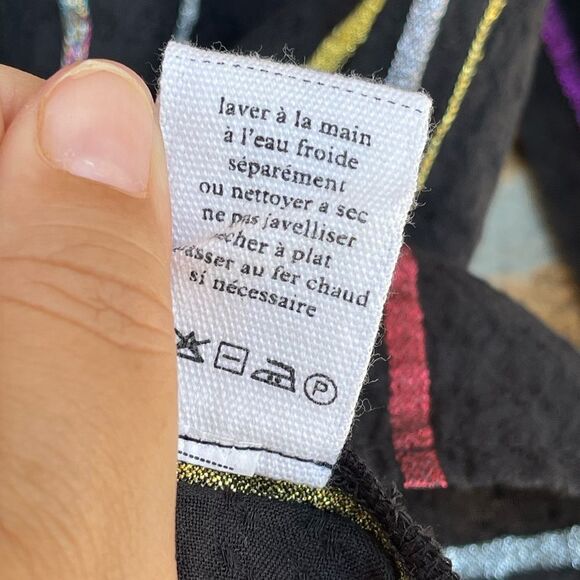 laver à la main
à l'eau froide
séparément
ou nettoyer a sec
ne pas javelliser
à plat
au fer chaud
si nécessaire
P